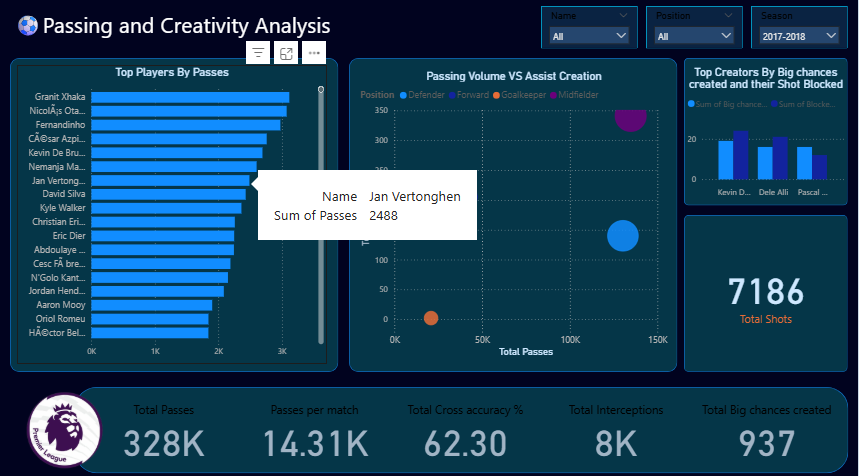 Passing and Creativity Analysis
Name
All
Position
All
Season
2017-2018
Top Players By Passes
Granit Xhaka
NicolÃ¡s Ota...
Fernandinho
CÃ©sar Azpi...
Kevin De Bru...
Nemanja Ma...
Jan Vertong...
David Silva
Kyle Walker
Christian Eri...
Eric Dier
Abdoulaye ...
Cesc FÃ bre...
N'Golo Kant...
Jordan Hend...
Aaron Mooy
Oriol Romeu
HÃ©ctor Bel...
0K 1K 2K 3K
Name Jan Vertonghen
Sum of Passes 2488
Passing Volume VS Assist Creation
Position Defender Forward Goalkeeper Midfielder
350
300
100
50
0
0K 50K 100K 150K
Total Passes
Top Creators By Big chances
created and their Shot Blocked
Sum of Big chance... Sum of Blocke...
20
0
Kevin D... Dele Alli Pascal ...
7186
Total Shots
Premier League
Total Passes
328K
Passes per match
14.31K
Total Cross accuracy %
62.30
Total Interceptions
8K
Total Big chances created
937